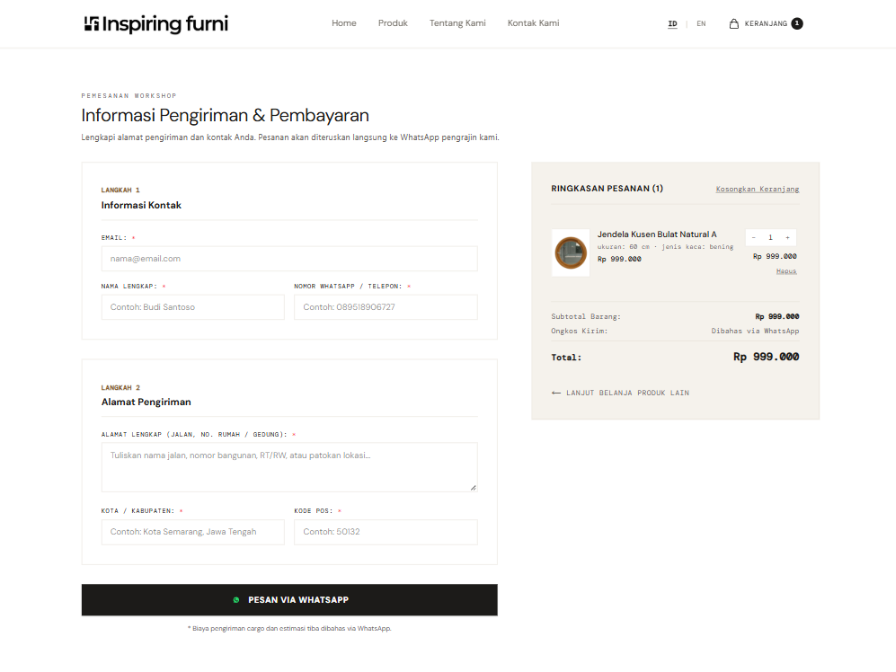 Inspiring furni
Home Produk Tentang Kami Kontak Kami
ID | EN
KERANJANG 1
PEMESANAN WORKSHOP
Informasi Pengiriman & Pembayaran
Lengkapi alamat pengiriman dan kontak Anda. Pesanan akan diteruskan langsung ke WhatsApp pengrajin kami.
LANGKAH 1
Informasi Kontak
EMAIL: *
nama@email.com
NAMA LENGKAP: * NOMOR WHATSAPP / TELEPON: *
Contoh: Budi Santoso Contoh: 089518906727
LANGKAH 2
Alamat Pengiriman
ALAMAT LENGKAP (JALAN, NO. RUMAH / GEDUNG): *
Tuliskan nama jalan, nomor bangunan, RT/RW, atau patokan lokasi...
KOTA / KABUPATEN: * KODE POS: *
Contoh: Kota Semarang, Jawa Tengah Contoh: 50132
PESAN VIA WHATSAPP
* Biaya pengiriman cargo dan estimasi tiba dibahas via WhatsApp.
RINGKASAN PESANAN (1) Kosongkan Keranjang
Jendela Kusen Bulat Natural A - 1 +
ukuran: 60 cm · jenis kaca: bening
Rp 999.000 Rp 999.000
Hapus
Subtotal Barang: Rp 999.000
Ongkos Kirim: Dibahas via WhatsApp
Total: Rp 999.000
⟵ LANJUT BELANJA PRODUK LAIN